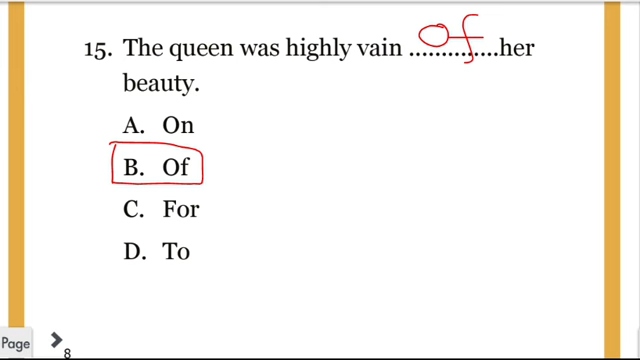 15. The queen was highly vain ..............her
of
beauty.
A. On
B. Of
C. For
D. To
Page
8